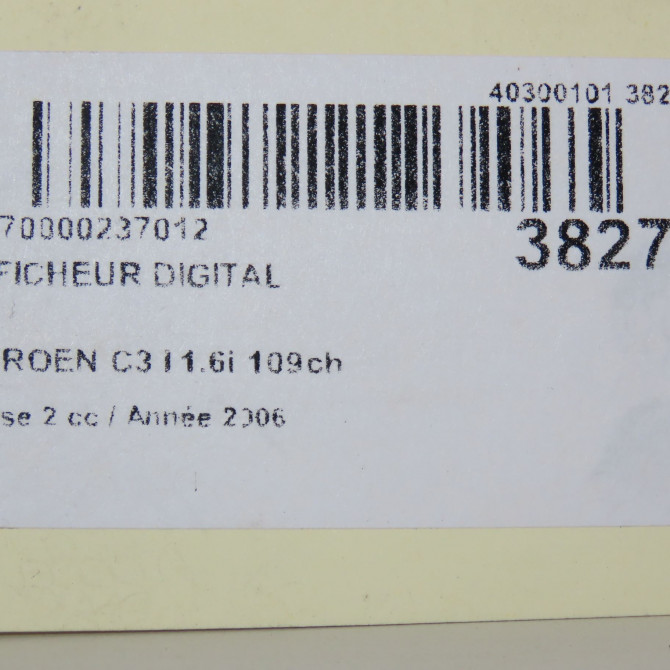 40300101 382
70000237012
3827
FICHEUR DIGITAL
ROEN C3 I 1.6i 109ch
se 2 cc / Année 2006